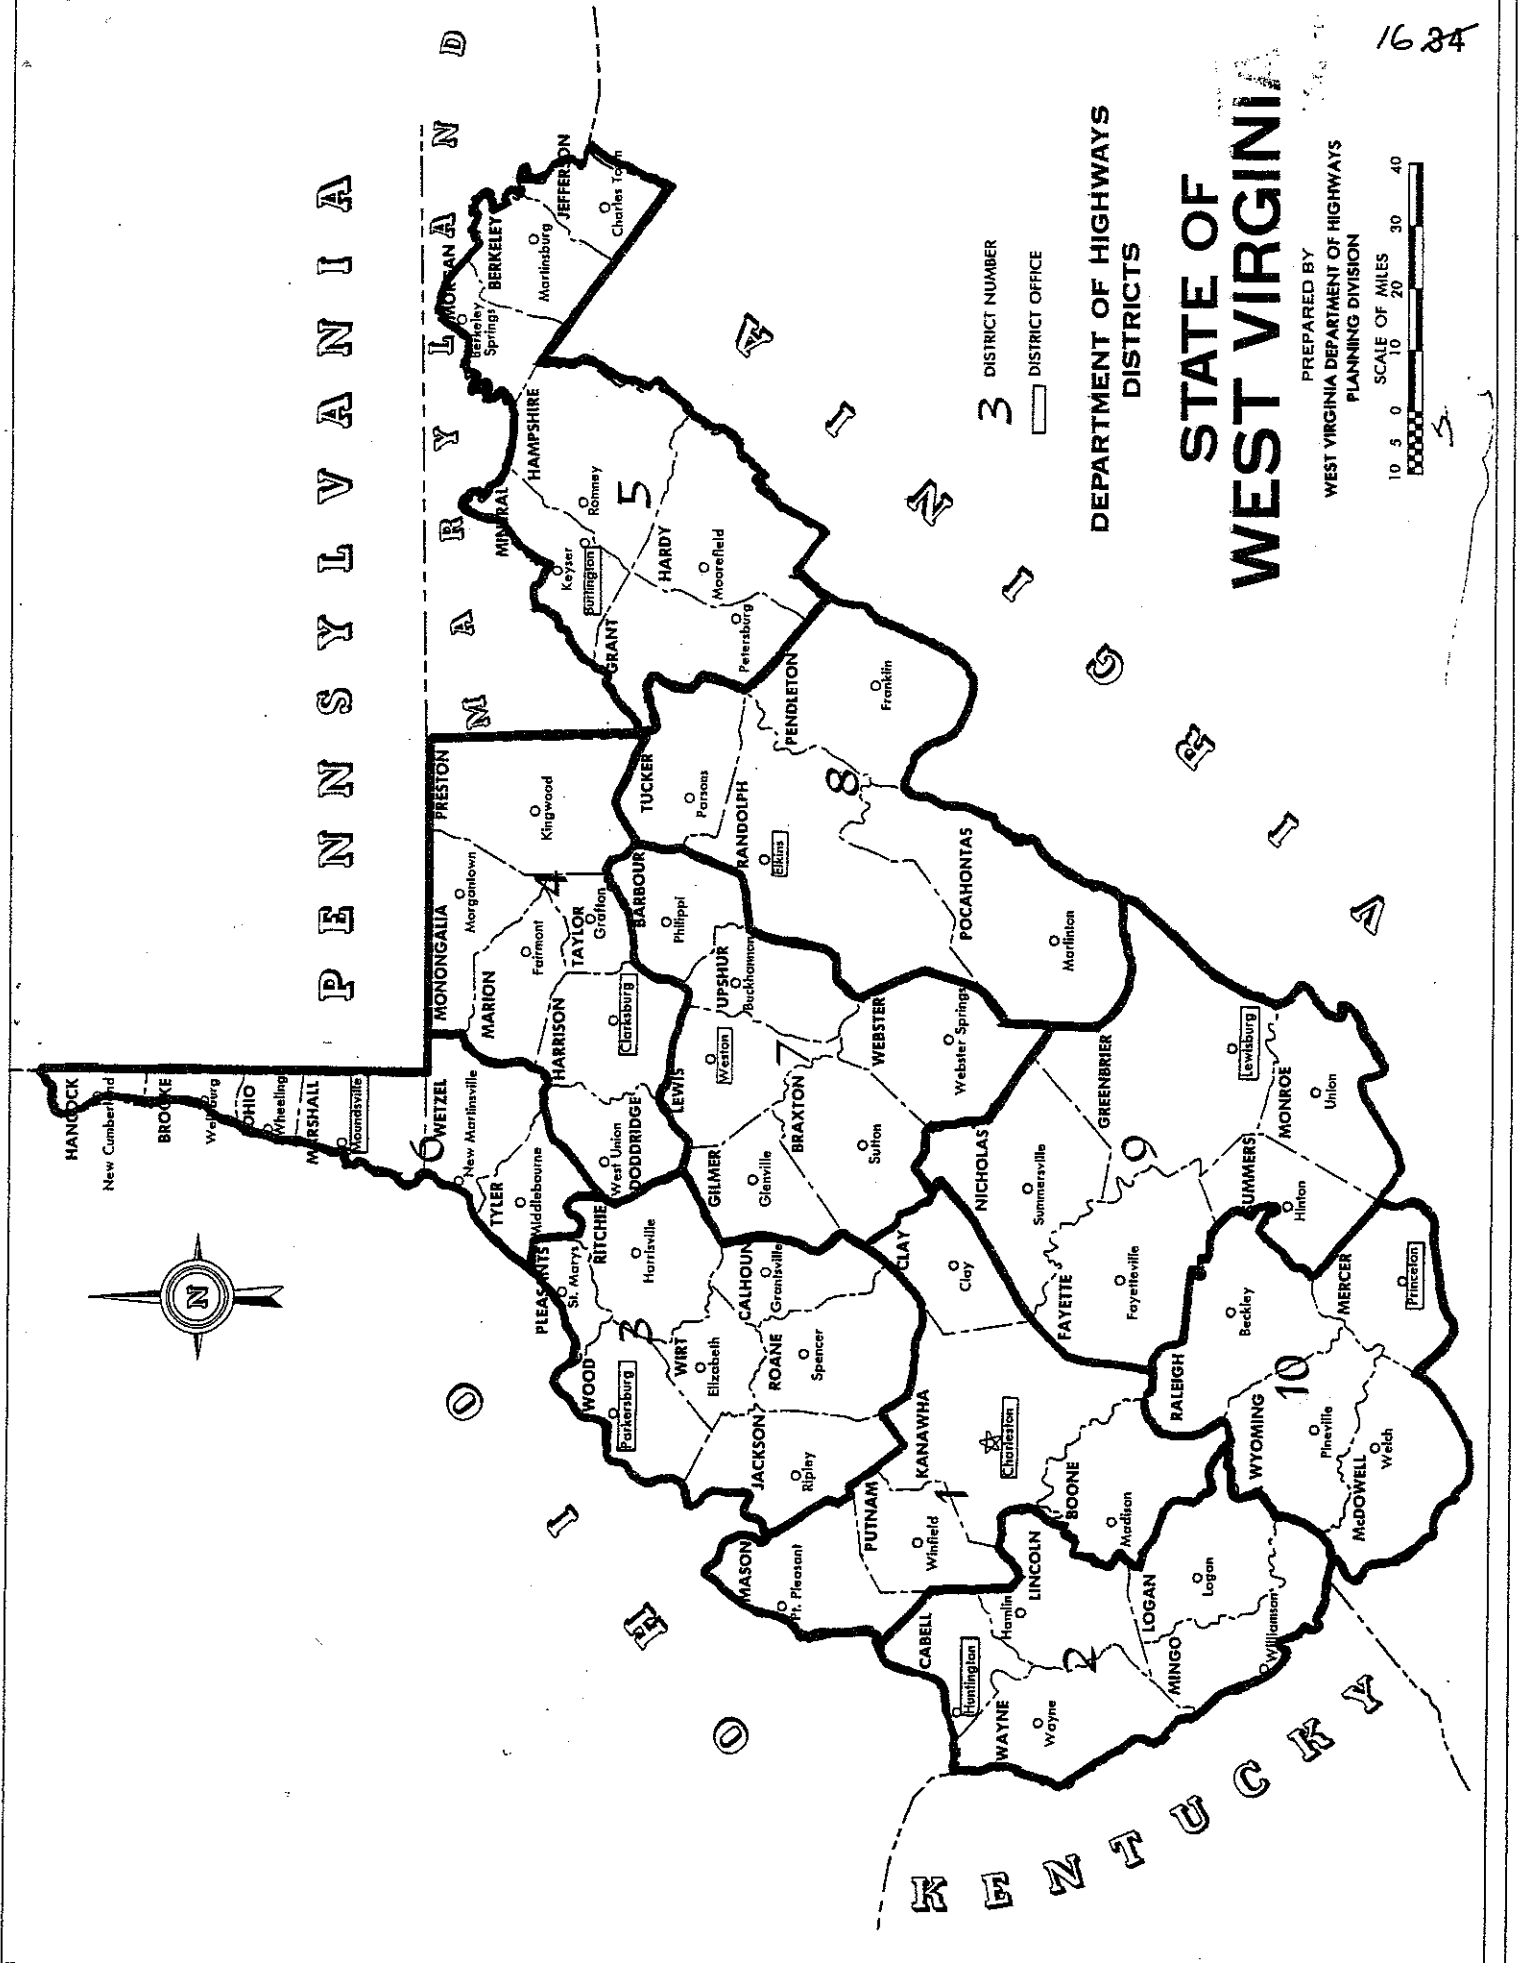 16 34
PENNSYLVANIA
MARYLAND
OHIO
KENTUCKY
VIRGINIA
N
3 DISTRICT NUMBER
DISTRICT OFFICE
DEPARTMENT OF HIGHWAYS
DISTRICTS
STATE OF
WEST VIRGINIA
PREPARED BY
WEST VIRGINIA DEPARTMENT OF HIGHWAYS
PLANNING DIVISION
SCALE OF MILES
10 5 0 10 20 30 40
HANCOCK
New Cumberland
BROOKE
Wellsburg
OHIO
Wheeling
MARSHALL
Moundsville
6
WETZEL
New Martinsville
TYLER
Middlebourne
PLEASANTS
St. Marys
RITCHIE
Harrisville
WOOD
Parkersburg
3
WIRT
Elizabeth
CALHOUN
Grantsville
ROANE
Spencer
JACKSON
Ripley
MASON
Pt. Pleasant
PUTNAM
Winfield
1
KANAWHA
Charleston
CLAY
Clay
BOONE
Madison
CABELL
Huntington
LINCOLN
Hamlin
2
WAYNE
Wayne
LOGAN
Logan
MINGO
Williamson
MONONGALIA
Morgantown
PRESTON
Kingwood
MARION
Fairmont
4
TAYLOR
Grafton
HARRISON
Clarksburg
DODDRIDGE
West Union
BARBOUR
Philippi
UPSHUR
Buckhannon
LEWIS
Weston
7
GILMER
Glenville
BRAXTON
Sutton
WEBSTER
Webster Springs
TUCKER
Parsons
RANDOLPH
Elkins
8
PENDLETON
Franklin
POCAHONTAS
Marlinton
MORGAN
Berkeley
Springs
BERKELEY
Martinsburg
JEFFERSON
Charles Town
HAMPSHIRE
Romney
5
MINERAL
Keyser
Burlington
HARDY
Moorefield
GRANT
Petersburg
NICHOLAS
Summersville
GREENBRIER
Lewisburg
9
FAYETTE
Fayetteville
SUMMERS
Hinton
MONROE
Union
RALEIGH
Beckley
10
MERCER
Princeton
WYOMING
Pineville
McDOWELL
Welch